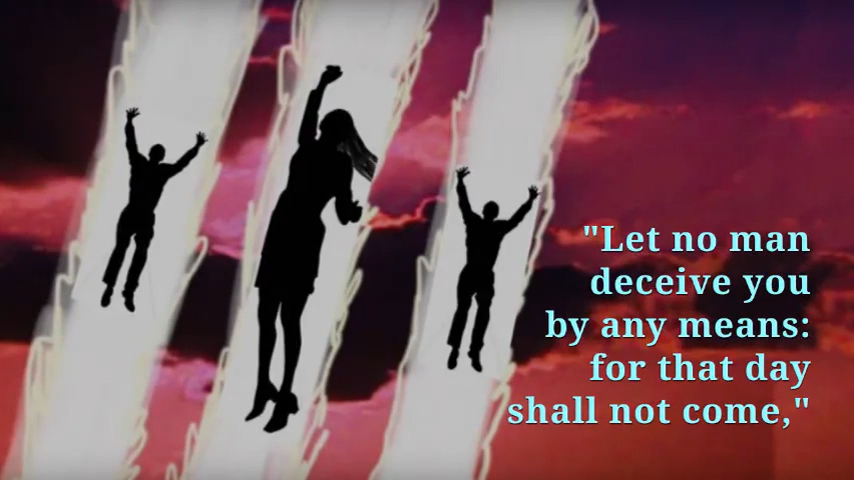 "Let no man
deceive you
by any means:
for that day
shall not come,"